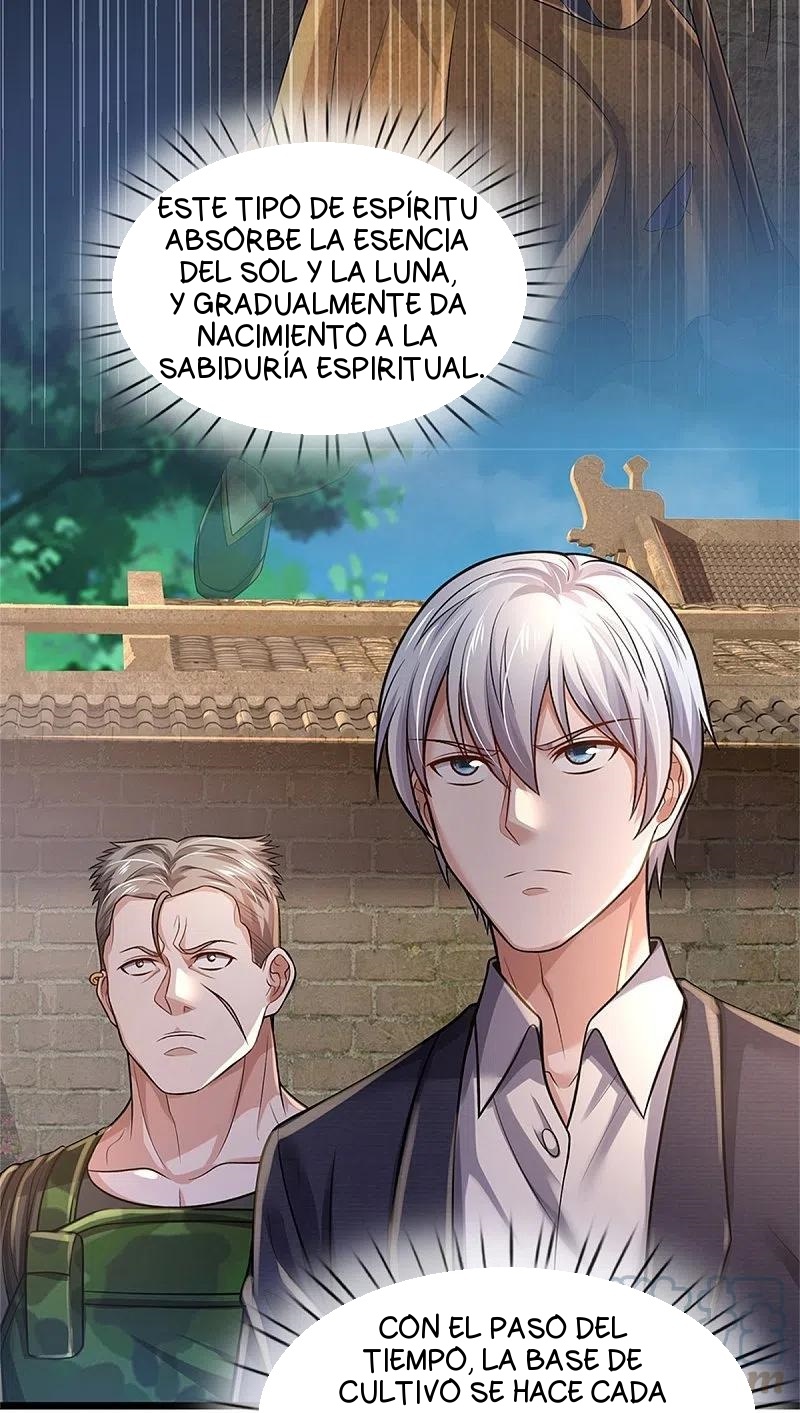 ESTE TIPO DE ESPÍRITU
ABSORBE LA ESENCIA
DEL SOL Y LA LUNA,
Y GRADUALMENTE DA
NACIMIENTO A LA
SABIDURÍA ESPIRITUAL.
CON EL PASO DEL
TIEMPO, LA BASE DE
CULTIVO SE HACE CADA